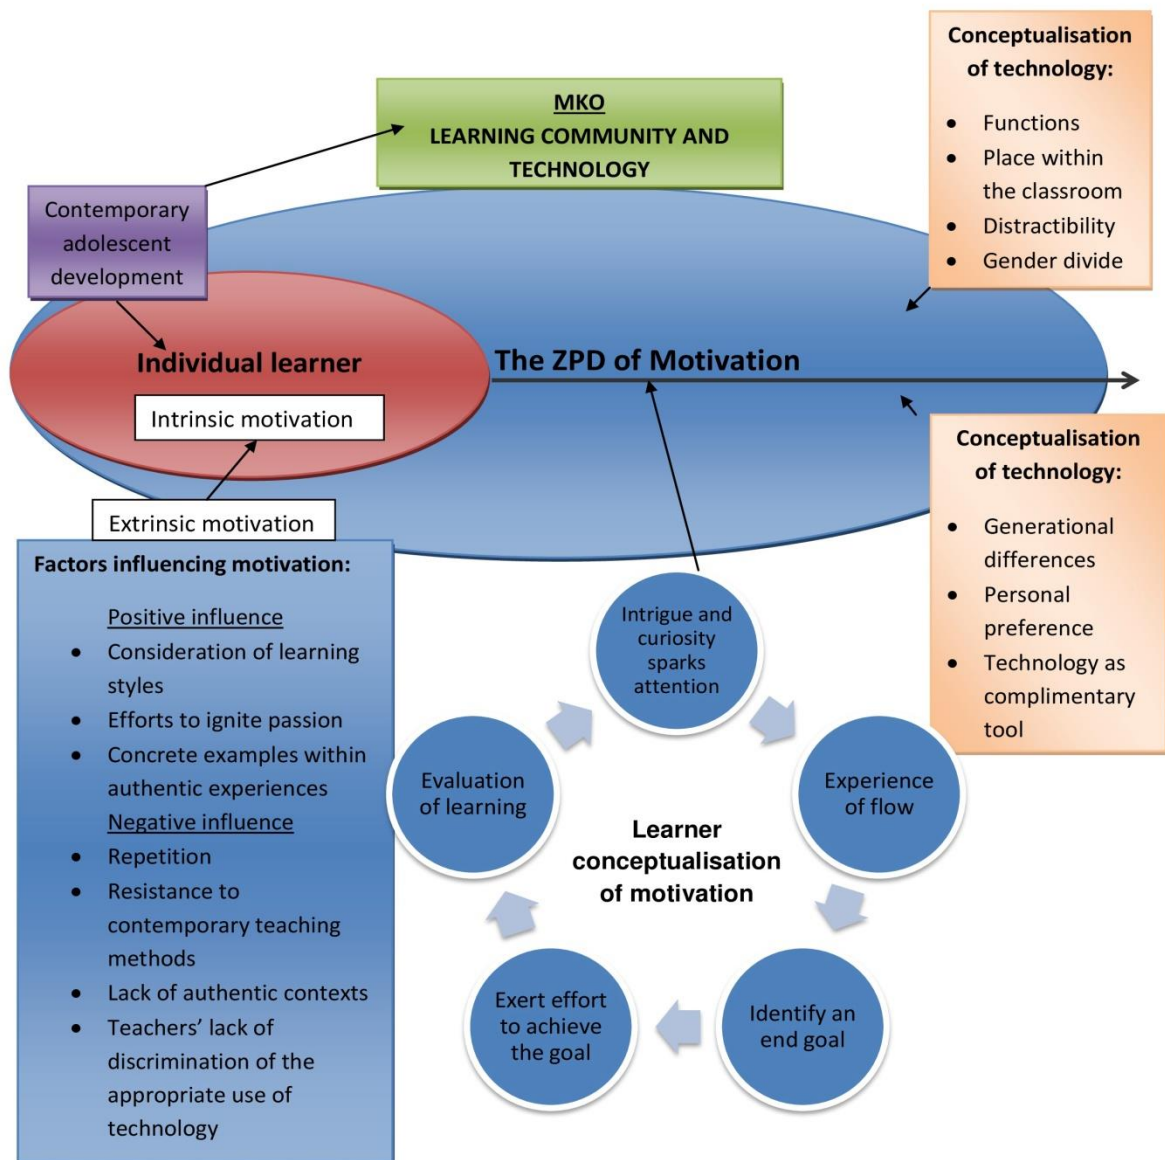 MKO
LEARNING COMMUNITY AND
TECHNOLOGY
Conceptualisation
of technology:
• Functions
• Place within
the classroom
• Distractibility
• Gender divide
Contemporary
adolescent
development
Individual learner
Intrinsic motivation
The ZPD of Motivation
Extrinsic motivation
Conceptualisation
of technology:
• Generational
differences
• Personal
preference
• Technology as
complimentary
tool
Factors influencing motivation:
Positive influence
• Consideration of learning
styles
• Efforts to ignite passion
• Concrete examples within
authentic experiences
Negative influence
• Repetition
• Resistance to
contemporary teaching
methods
• Lack of authentic contexts
• Teachers’ lack of
discrimination of the
appropriate use of
technology
Intrigue and
curiosity
sparks
attention
Experience
of flow
Identify an
end goal
Exert effort
to achieve
the goal
Evaluation
of learning
Learner
conceptualisation
of motivation